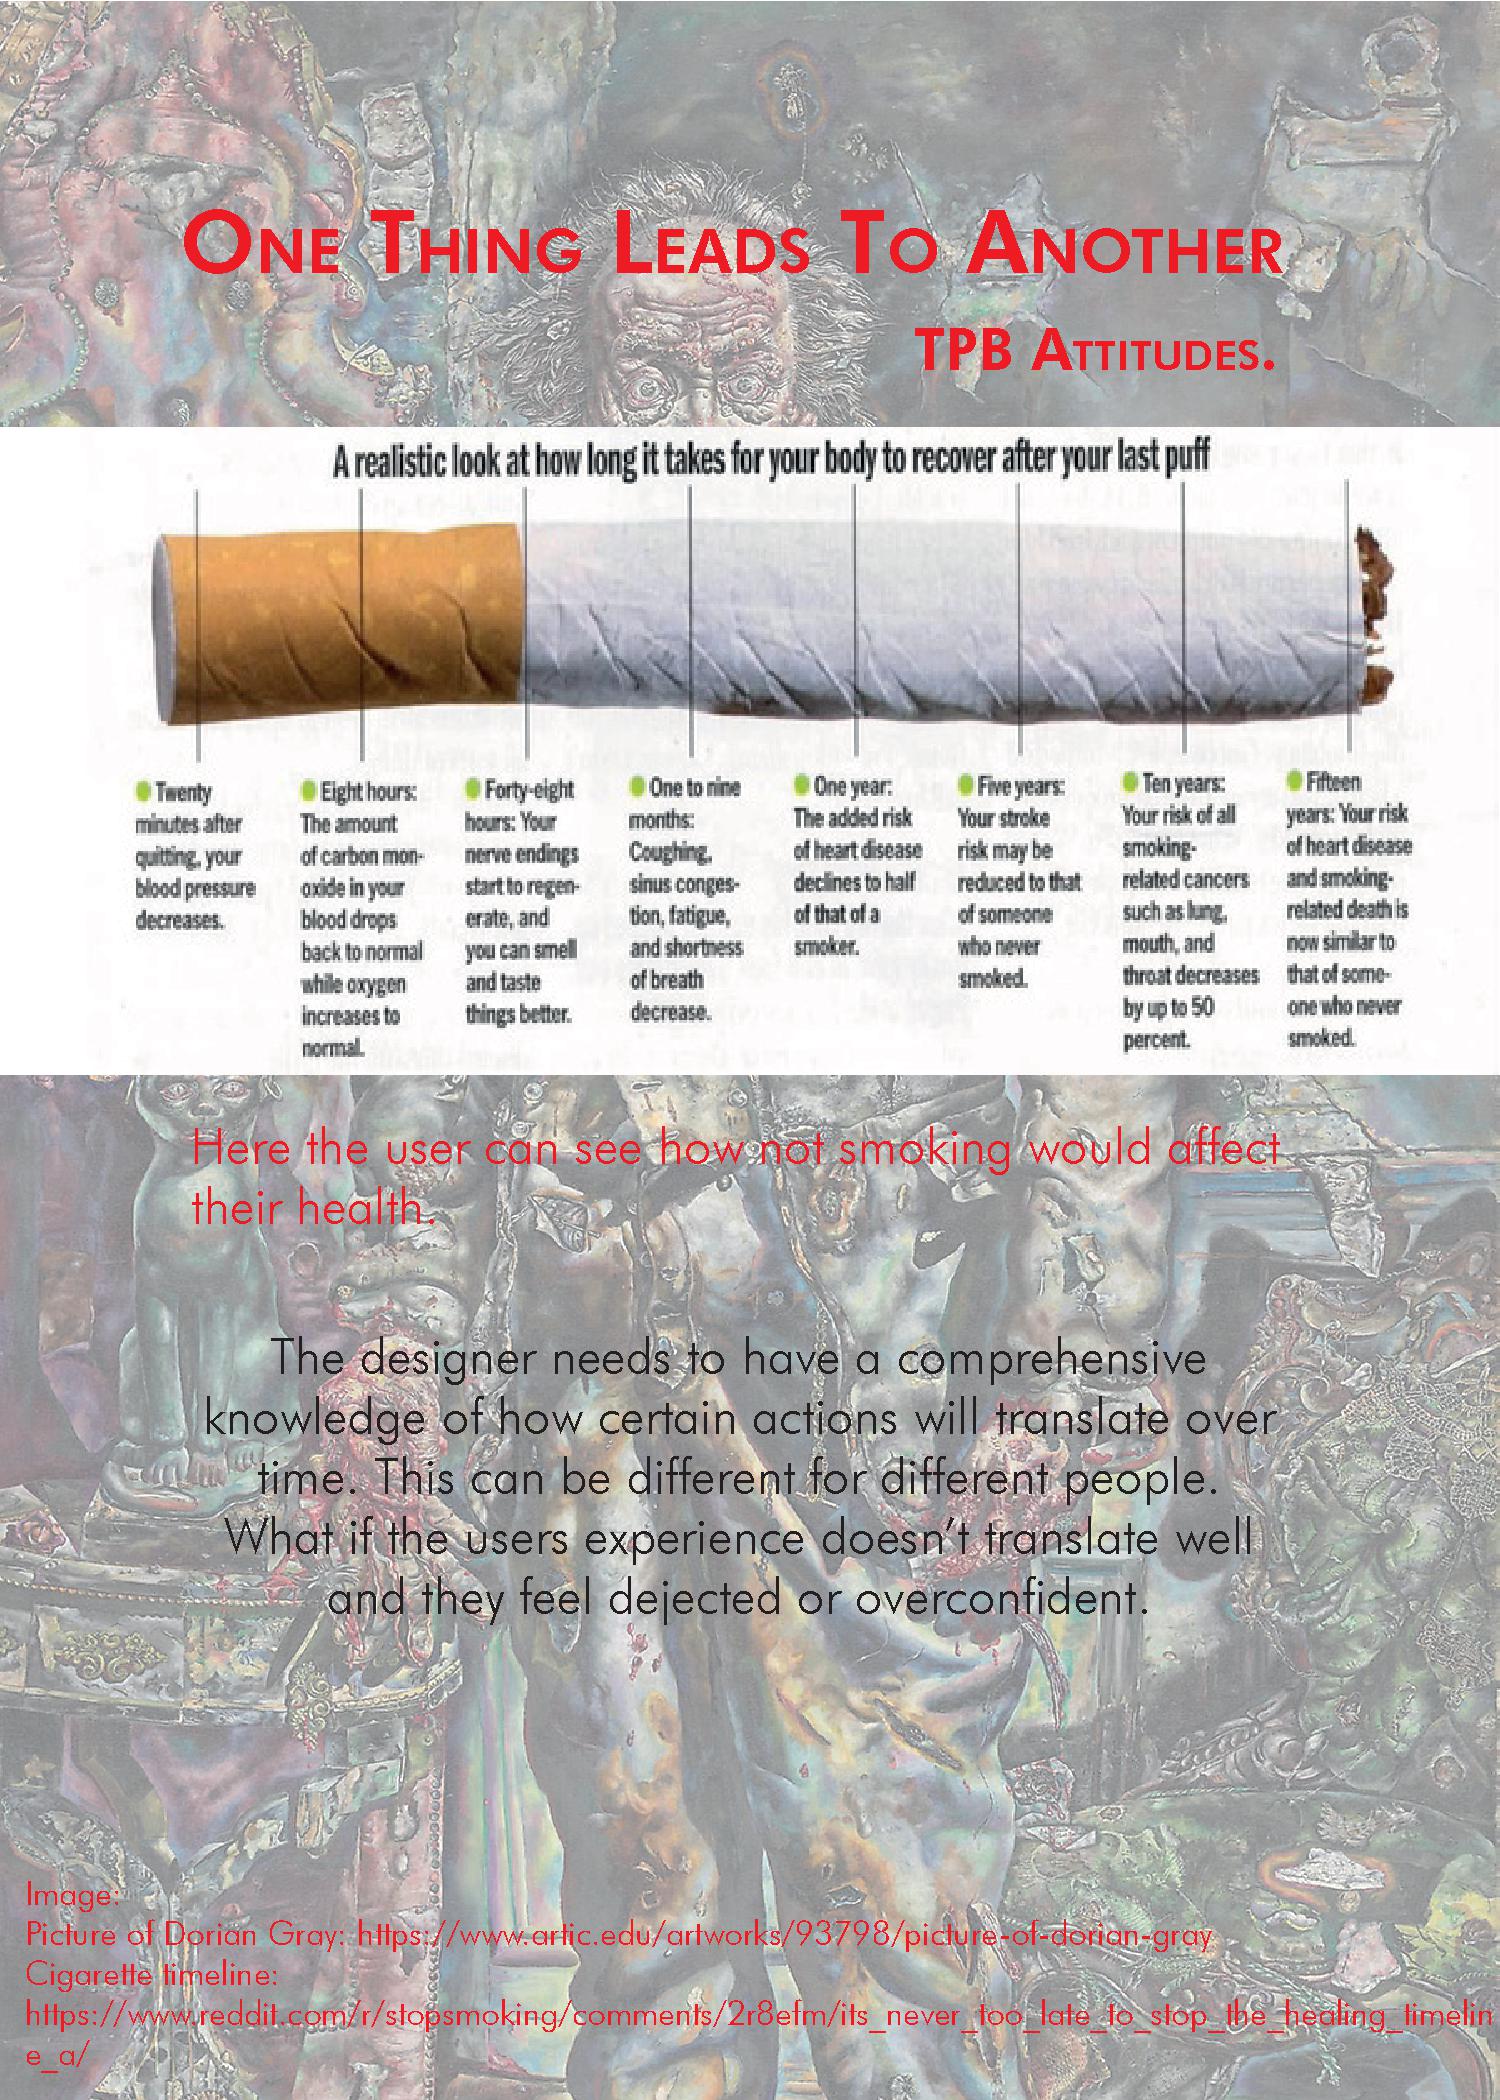 One Thing Leads To Another
TPB Attitudes.
A realistic look at how long it takes for your body to recover after your last puff
Twenty
minutes after
quitting, your
blood pressure
decreases.
Eight hours:
The amount
of carbon mon-
oxide in your
blood drops
back to normal
while oxygen
increases to
normal.
Forty-eight
hours: Your
nerve endings
start to regen-
erate, and
you can smell
and taste
things better.
One to nine
months:
Coughing,
sinus conges-
tion, fatigue,
and shortness
of breath
decrease.
One year:
The added risk
of heart disease
declines to half
of that of a
smoker.
Five years:
Your stroke
risk may be
reduced to that
of someone
who never
smoked.
Ten years:
Your risk of all
smoking-
related cancers
such as lung,
mouth, and
throat decreases
by up to 50
percent.
Fifteen
years: Your risk
of heart disease
and smoking-
related death is
now similar to
that of some-
one who never
smoked.
Here the user can see how not smoking would affect
their health.
The designer needs to have a comprehensive
knowledge of how certain actions will translate over
time. This can be different for different people.
What if the users experience doesn't translate well
and they feel dejected or overconfident.
Image:
Picture of Dorian Gray: https://www.artic.edu/artworks/93798/picture-of-dorian-gray
Cigarette timeline:
https://www.reddit.com/r/stopsmoking/comments/2r8efm/its_never_too_late_to_stop_the_healing_timelin
e_a/